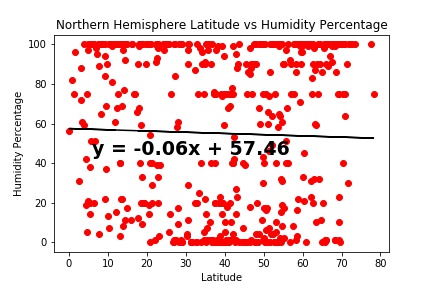 Northern Hemisphere Latitude vs Humidity Percentage
100
80
60
40
20
0
Humidity Percentage
y = -0.06x + 57.46
0 10 20 30 40 50 60 70 80
Latitude